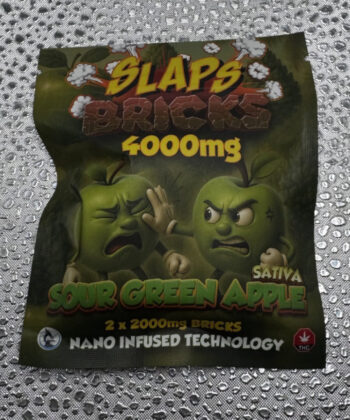 SLAPS
BRICKS
4000mg
SATIVA
SOUR GREEN APPLE
2 x 2000mg BRICKS
NANO INFUSED TECHNOLOGY
THC